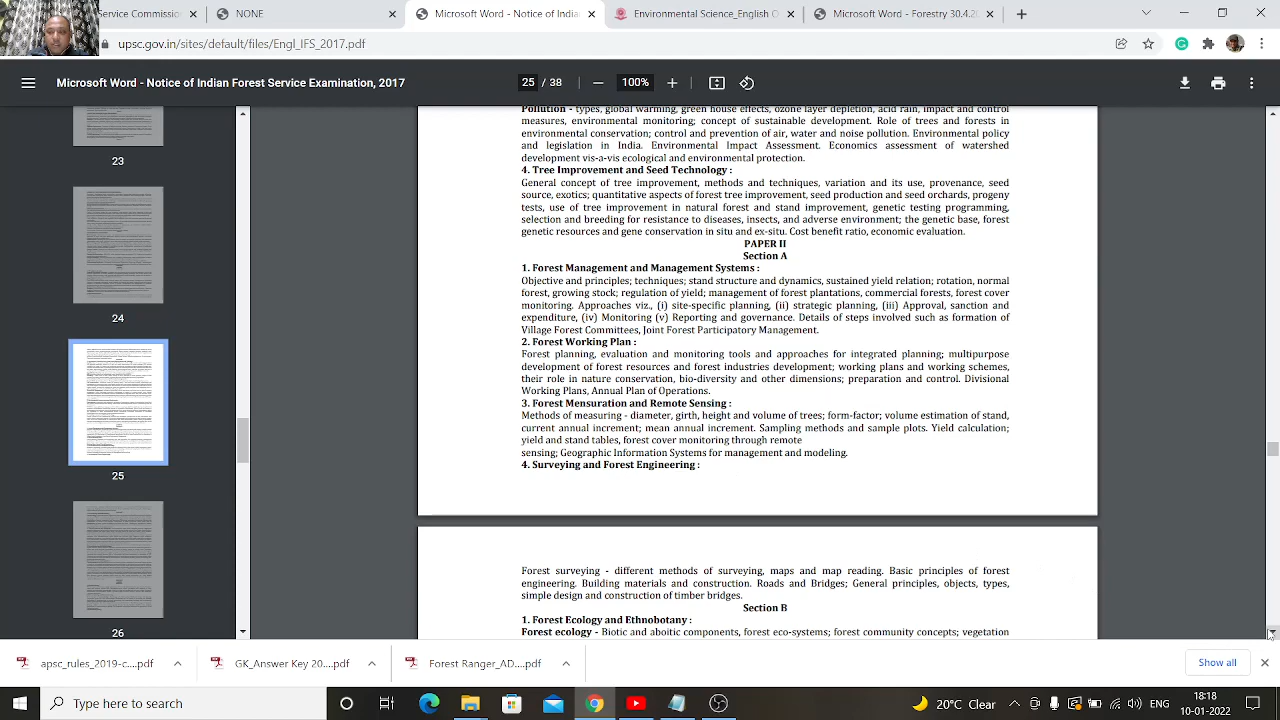 Service Commission
NONE
Microsoft Word - Notice of India
Environmental Science_Env
Microsoft Word - Forestry 30.4.20
upsc.gov.in/sites/default/files/Engl_IFS_2017.pdf
Microsoft Word - Notice of Indian Forest Service Examination, 2017
25 / 38
100%
23
24
25
26
Pollution - types, global warming, green house effects, ozone layer depletion, acid rain, impact and control
measures, environmental monitoring; concept of sustainable development. Role of trees and forests in
environmental conservation; control and prevention of air, water and noise pollution. Environmental policy
and legislation in India. Environmental Impact Assessment. Economics assessment of watershed
development vis-a-vis ecological and environmental protection.
4. Tree Improvement and Seed Technology :
General concept of tree improvement, methods and techniques, variation and its use, provenance, seed
source, exotics; quantitative aspects of forest tree improvement, seed production and seed orchards, progeny
tests, use of tree improvement in natural forest and stand improvement, genetic testing programming,
selection and breeding for resistance to diseases, insects, and adverse environment; the genetic base, forest
genetic resources and gene conservation in situ and ex-situ. Cost benefit ratio, economic evaluation.
PAPER II
Section A
1. Forest Management and Management Systems :
Objective and principles; techniques; stand structure and dynamics, sustained yield relation; rotation, normal
forest, growing stock; regulation of yield; management of forest plantations, commercial forests, forest cover
monitoring. Approaches viz., (i) site-specific planning, (ii) strategic planning, (iii) Approval, sanction and
expenditure, (iv) Monitoring (v) Reporting and governance. Details of steps involved such as formation of
Village Forest Committees, Joint Forest Participatory Management.
2. Forest Working Plan :
Forest planning, evaluation and monitoring tools and approaches for integrated planning; multipurpose
development of forest resources and forest industries development; working plans and working schemes,
their role in nature conservation, bio-diversity and other dimensions; preparation and control. Divisional
Working Plans, Annual Plan of Operations.
3. Forest Mensuration and Remote Sensing :
Methods of measuring - diameter, girth, height and volume of trees; form-factor; volume estimation of stand,
current annual increment; mean annual increment. Sampling methods and sample plots. Yield calculation;
yield and stand tables, forest cover monitoring through remote
sensing; Geographic Information Systems for management and modeling.
4. Surveying and Forest Engineering :
Forest surveying - different methods of surveying, maps and map reading. Basic principles of forest
engineering. Building materials and construction. Roads and Bridges; General principles, objects, types,
simple design and construction of timber bridges.
Section B
1. Forest Ecology and Ethnobotany :
Forest ecology - Biotic and aboitic components, forest eco-systems; forest community concepts; vegetation
apsc_rules_2019-c....pdf
GK_Answer Key 20....pdf
Forest Ranger_AD....pdf
Show all
Type here to search
20°C Clear
ENG
18:18
10-01-2022